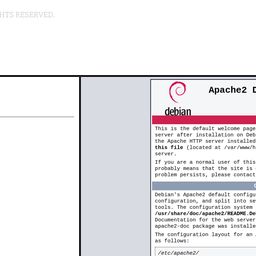 HTS RESERVED.
Apache2 D
debian
This is the default welcome page
server after installation on Deb
the Apache HTTP server installed
this file (located at /var/www/h
server.
If you are a normal user of this
probably means that the site is
problem persists, please contact
Debian's Apache2 default config
configuration, and split into se
tools. The configuration system
/usr/share/doc/apache2/README.De
Documentation for the web server
apache2-doc package was installe
The configuration layout for an
as follows:
/etc/apache2/